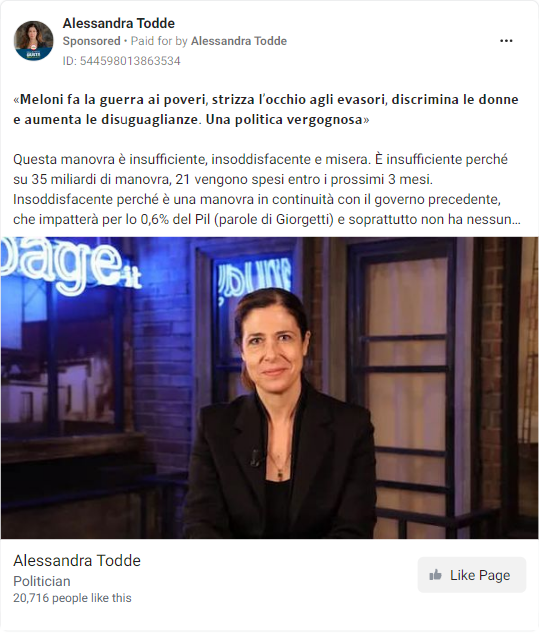 Alessandra Todde
Sponsored • Paid for by Alessandra Todde
ID: 544598013863534
«Meloni fa la guerra ai poveri, strizza l'occhio agli evasori, discrimina le donne
e aumenta le disuguaglianze. Una politica vergognosa»
Questa manovra è insufficiente, insoddisfacente e misera. È insufficiente perché
su 35 miliardi di manovra, 21 vengono spesi entro i prossimi 3 mesi.
Insoddisfacente perché è una manovra in continuità con il governo precedente,
che impatterà per lo 0,6% del Pil (parole di Giorgetti) e soprattutto non ha nessun...
page.it
Alessandra Todde
Politician
20,716 people like this
Like Page